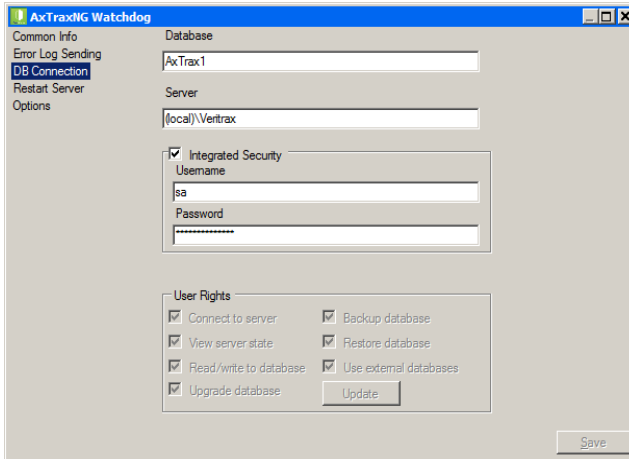 AxTraxNG Watchdog
Common Info
Error Log Sending
DB Connection
Restart Server
Options
Database
AxTrax1
Server
(local)\Veritrax
Integrated Security
Username
sa
Password
**************
User Rights
Connect to server
Backup database
View server state
Restore database
Read/write to database
Use external databases
Upgrade database
Update
Save